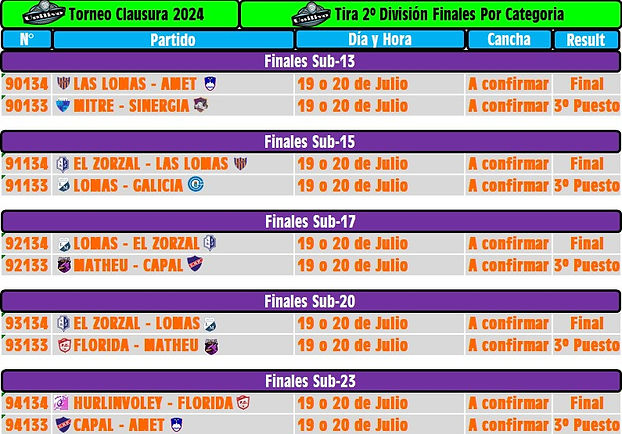 Torneo Clausura 2024 Tira 2º División Finales Por Categoria
Nº Partido Día y Hora Cancha Result
Finales Sub-13
90134 LAS LOMAS - AMET 19 o 20 de Julio A confirmar Final
90133 MITRE - SINERGIA 19 o 20 de Julio A confirmar 3º Puesto
Finales Sub-15
91134 EL ZORZAL - LAS LOMAS 19 o 20 de Julio A confirmar Final
91133 LOMAS - GALICIA 19 o 20 de Julio A confirmar 3º Puesto
Finales Sub-17
92134 LOMAS - EL ZORZAL 19 o 20 de Julio A confirmar Final
92133 MATHEU - CAPAL 19 o 20 de Julio A confirmar 3º Puesto
Finales Sub-20
93134 EL ZORZAL - LOMAS 19 o 20 de Julio A confirmar Final
93133 FLORIDA - MATHEU 19 o 20 de Julio A confirmar 3º Puesto
Finales Sub-23
94134 HURLINVOLEY - FLORIDA 19 o 20 de Julio A confirmar Final
94133 CAPAL - AMET 19 o 20 de Julio A confirmar 3º Puesto